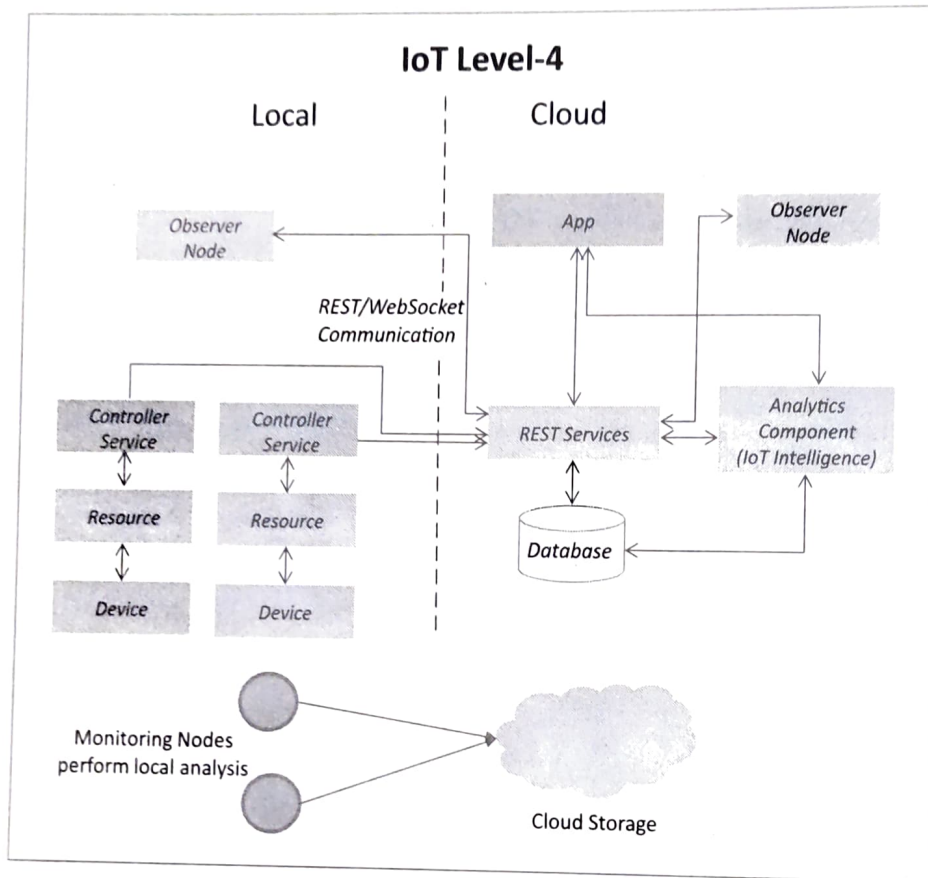 IoT Level-4
Local
Cloud
Observer
Node
App
Observer
Node
REST/WebSocket
Communication
Controller
Service
Controller
Service
REST Services
Analytics
Component
(IoT Intelligence)
Resource
Resource
Database
Device
Device
Monitoring Nodes
perform local analysis
Cloud Storage